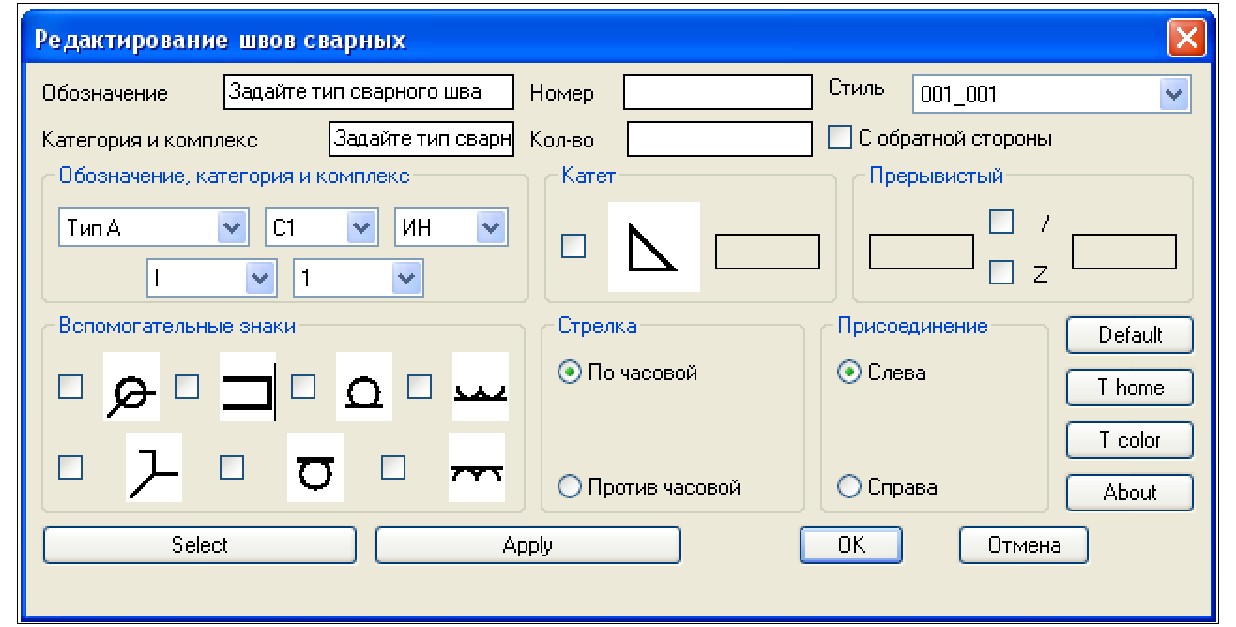 Редактирование швов сварных
Обозначение Задайте тип сварного шва Номер Стиль 001_001
Категория и комплекс Задайте тип сварн Кол-во С обратной стороны
Обозначение, категория и комплекс Катет Прерывистый
Тип А С1 ИН /
I 1 Z
Вспомогательные знаки Стрелка Присоединение Default
По часовой Слева T home
T color
Против часовой Справа About
Select Apply OK Отмена